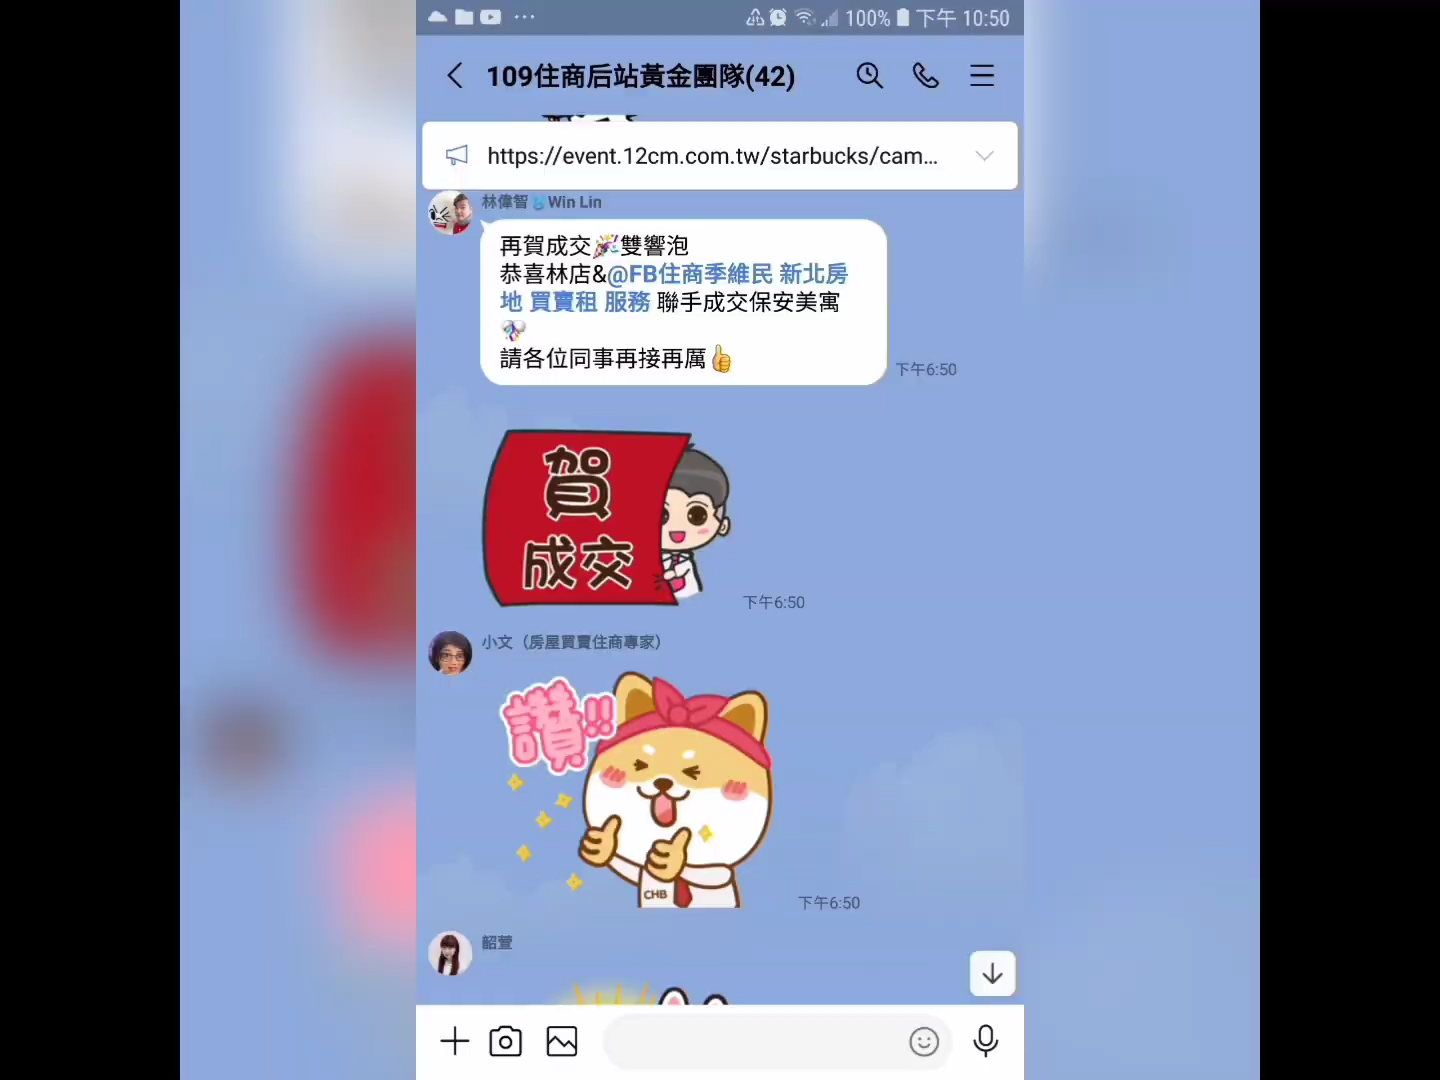 100% 下午 10:50
109住商后站黃金團隊(42)
https://event.12cm.com.tw/starbucks/cam...
林偉智 Win Lin
再賀成交🎉雙響泡
恭喜林店&@FB住商季維民 新北房
地 買賣租 服務 聯手成交保安美寓
🎊
請各位同事再接再厲👍
下午6:50
賀
成交
下午6:50
小文（房屋買賣住商專家）
讚!!
CHB
下午6:50
韶萱